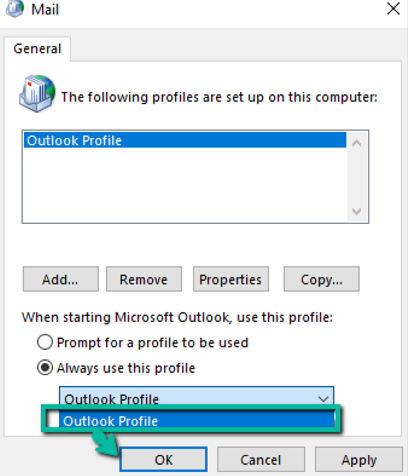 Mail
General
The following profiles are set up on this computer:
Outlook Profile
Add... Remove Properties Copy...
When starting Microsoft Outlook, use this profile:
Prompt for a profile to be used
Always use this profile
Outlook Profile
Outlook Profile
OK Cancel Apply